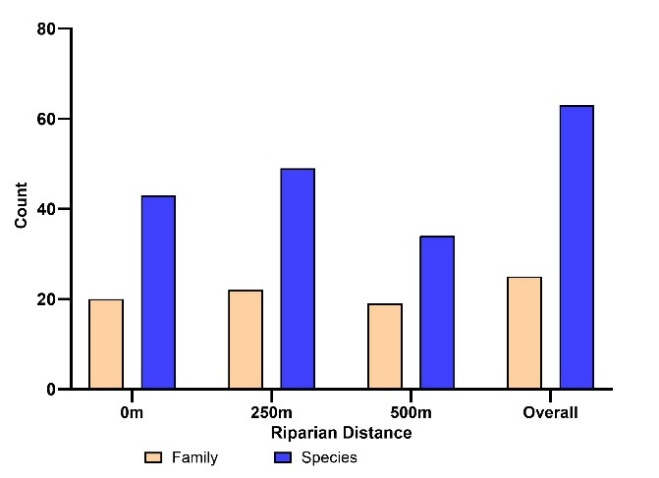 80
60
40
20
0
Count
0m 250m 500m Overall
Riparian Distance
Family Species